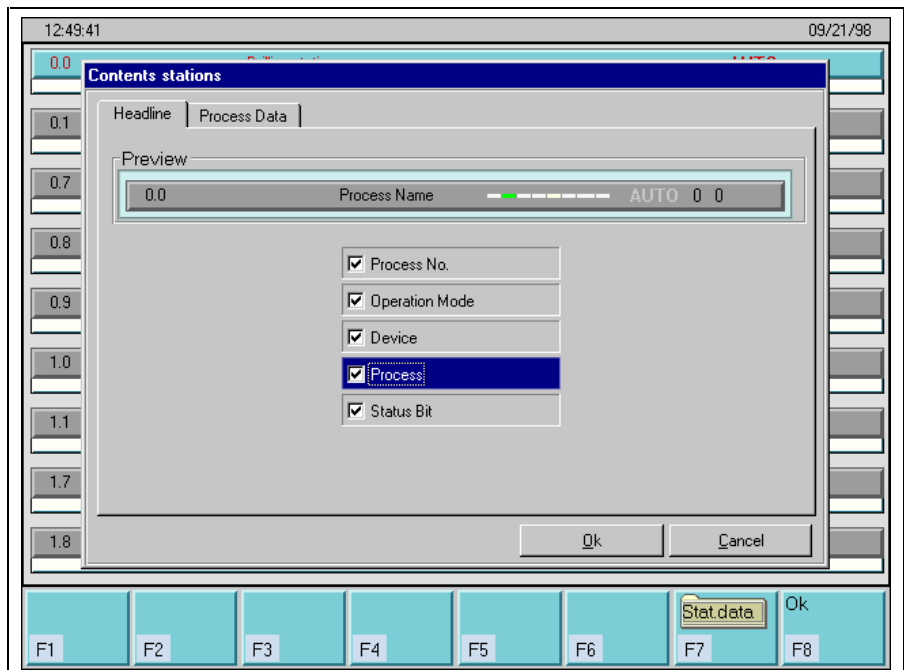 12:49:41 09/21/98
0.0
Contents stations
Headline Process Data
0.1
Preview
0.7
0.0 Process Name AUTO 0 0
0.8
Process No.
0.9
Operation Mode
Device
1.0
Process
1.1
Status Bit
1.7
1.8
Ok Cancel
Stat.data Ok
F1 F2 F3 F4 F5 F6 F7 F8